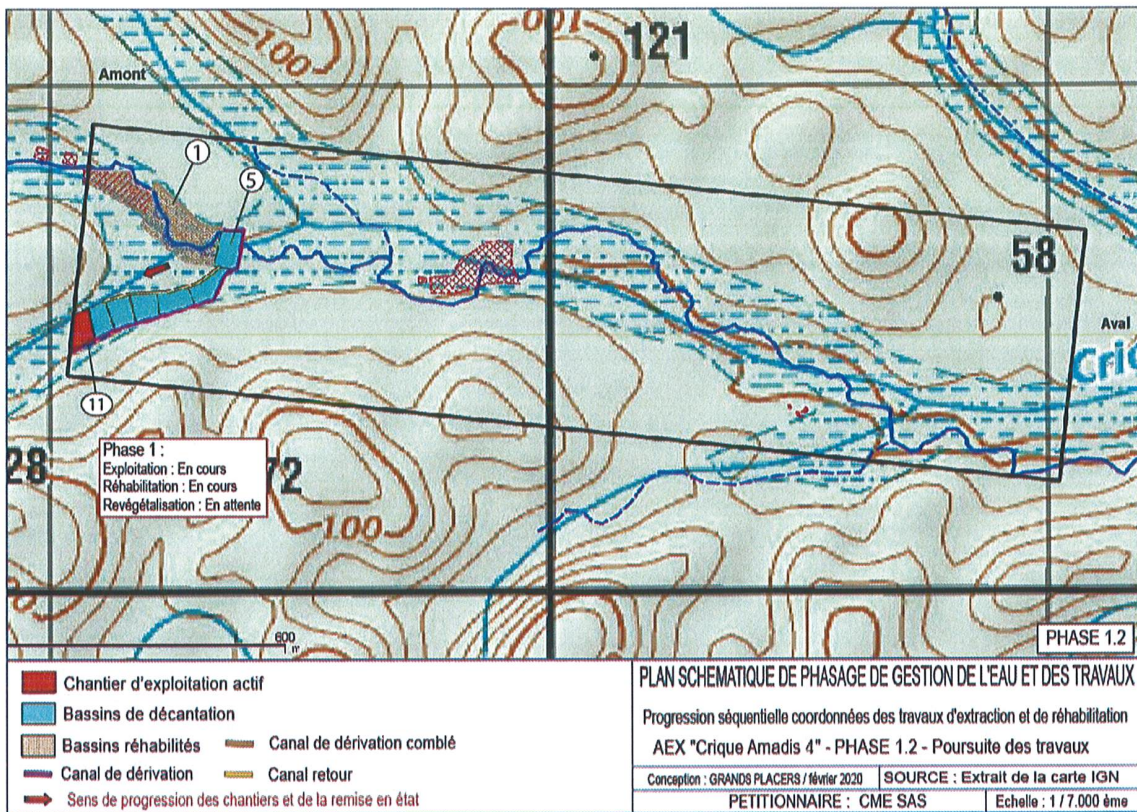 100
100
121
Amont
1
5
58
Aval
Criq
11
Phase 1 :
Exploitation : En cours
Réhabilitation : En cours
Revégétalisation : En attente
28
72
100
600
m
PHASE 1.2
Chantier d'exploitation actif
Bassins de décantation
Bassins réhabilités
Canal de dérivation comblé
Canal de dérivation
Canal retour
Sens de progression des chantiers et de la remise en état
PLAN SCHEMATIQUE DE PHASAGE DE GESTION DE L'EAU ET DES TRAVAUX
Progression séquentielle coordonnées des travaux d'extraction et de réhabilitation
AEX "Crique Amadis 4" - PHASE 1.2 - Poursuite des travaux
Conception : GRANDS PLACERS / février 2020
SOURCE : Extrait de la carte IGN
PETITIONNAIRE : CME SAS
Echelle : 1 / 7,000 ème